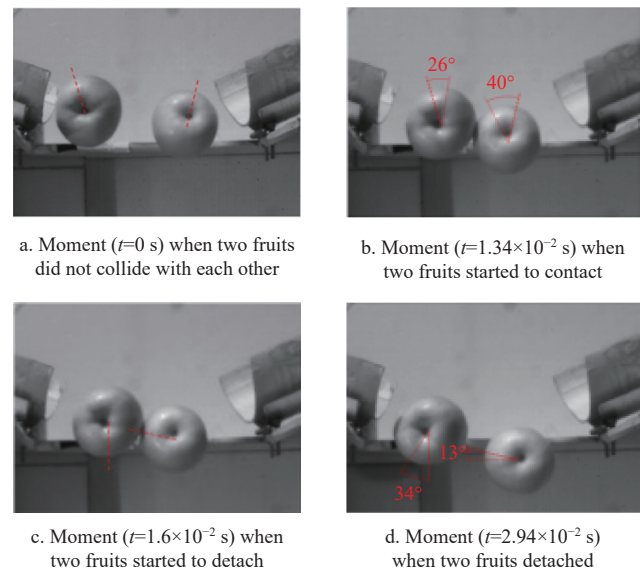 26°
40°
a. Moment (t=0 s) when two fruits
did not collide with each other
b. Moment (t=1.34×10⁻² s) when
two fruits started to contact
13°
34°
c. Moment (t=1.6×10⁻² s) when
two fruits started to detach
d. Moment (t=2.94×10⁻² s)
when two fruits detached